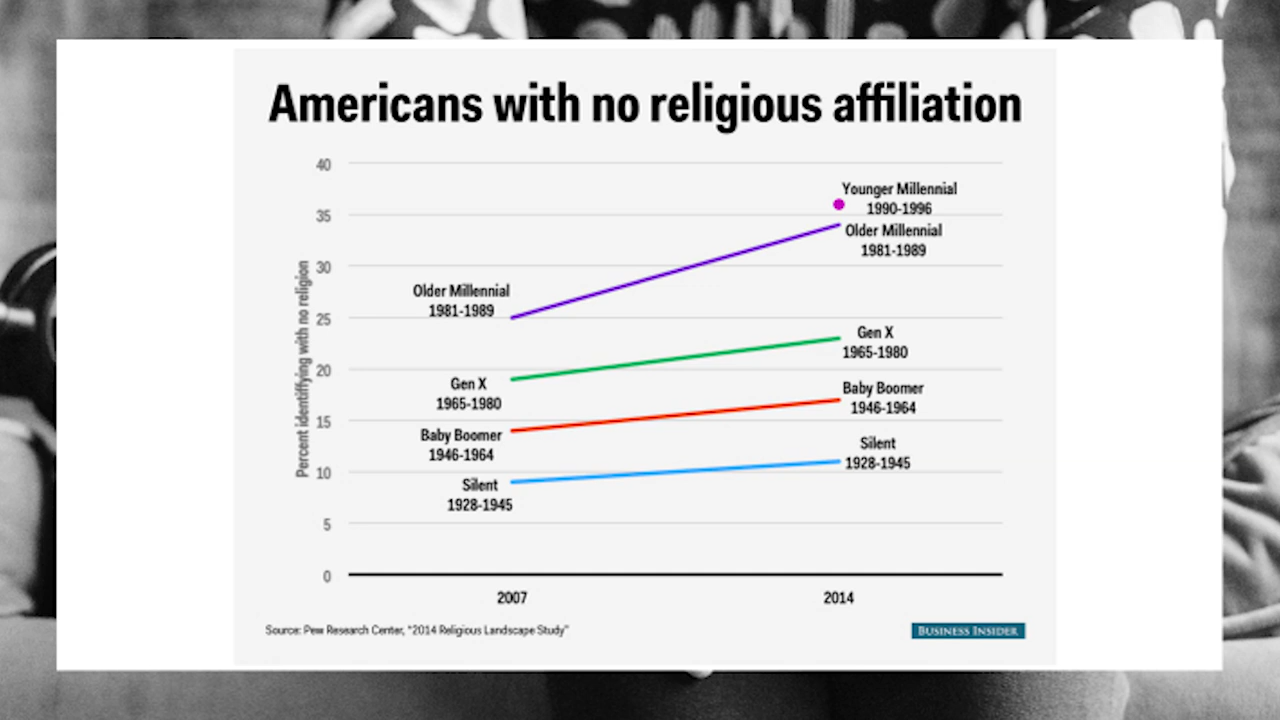 Americans with no religious affiliation
40
35
30
25
20
15
10
5
0
Percent identiffying with no religion
Younger Millennial
1990-1996
Older Millennial
1981-1989
Older Millennial
1981-1989
Gen X
1965-1980
Gen X
1965-1980
Baby Boomer
1946-1964
Baby Boomer
1946-1964
Silent
1928-1945
Silent
1928-1945
2007
2014
Source: Pew Research Center, "2014 Religious Landscape Study"
BUSINESS INSIDER